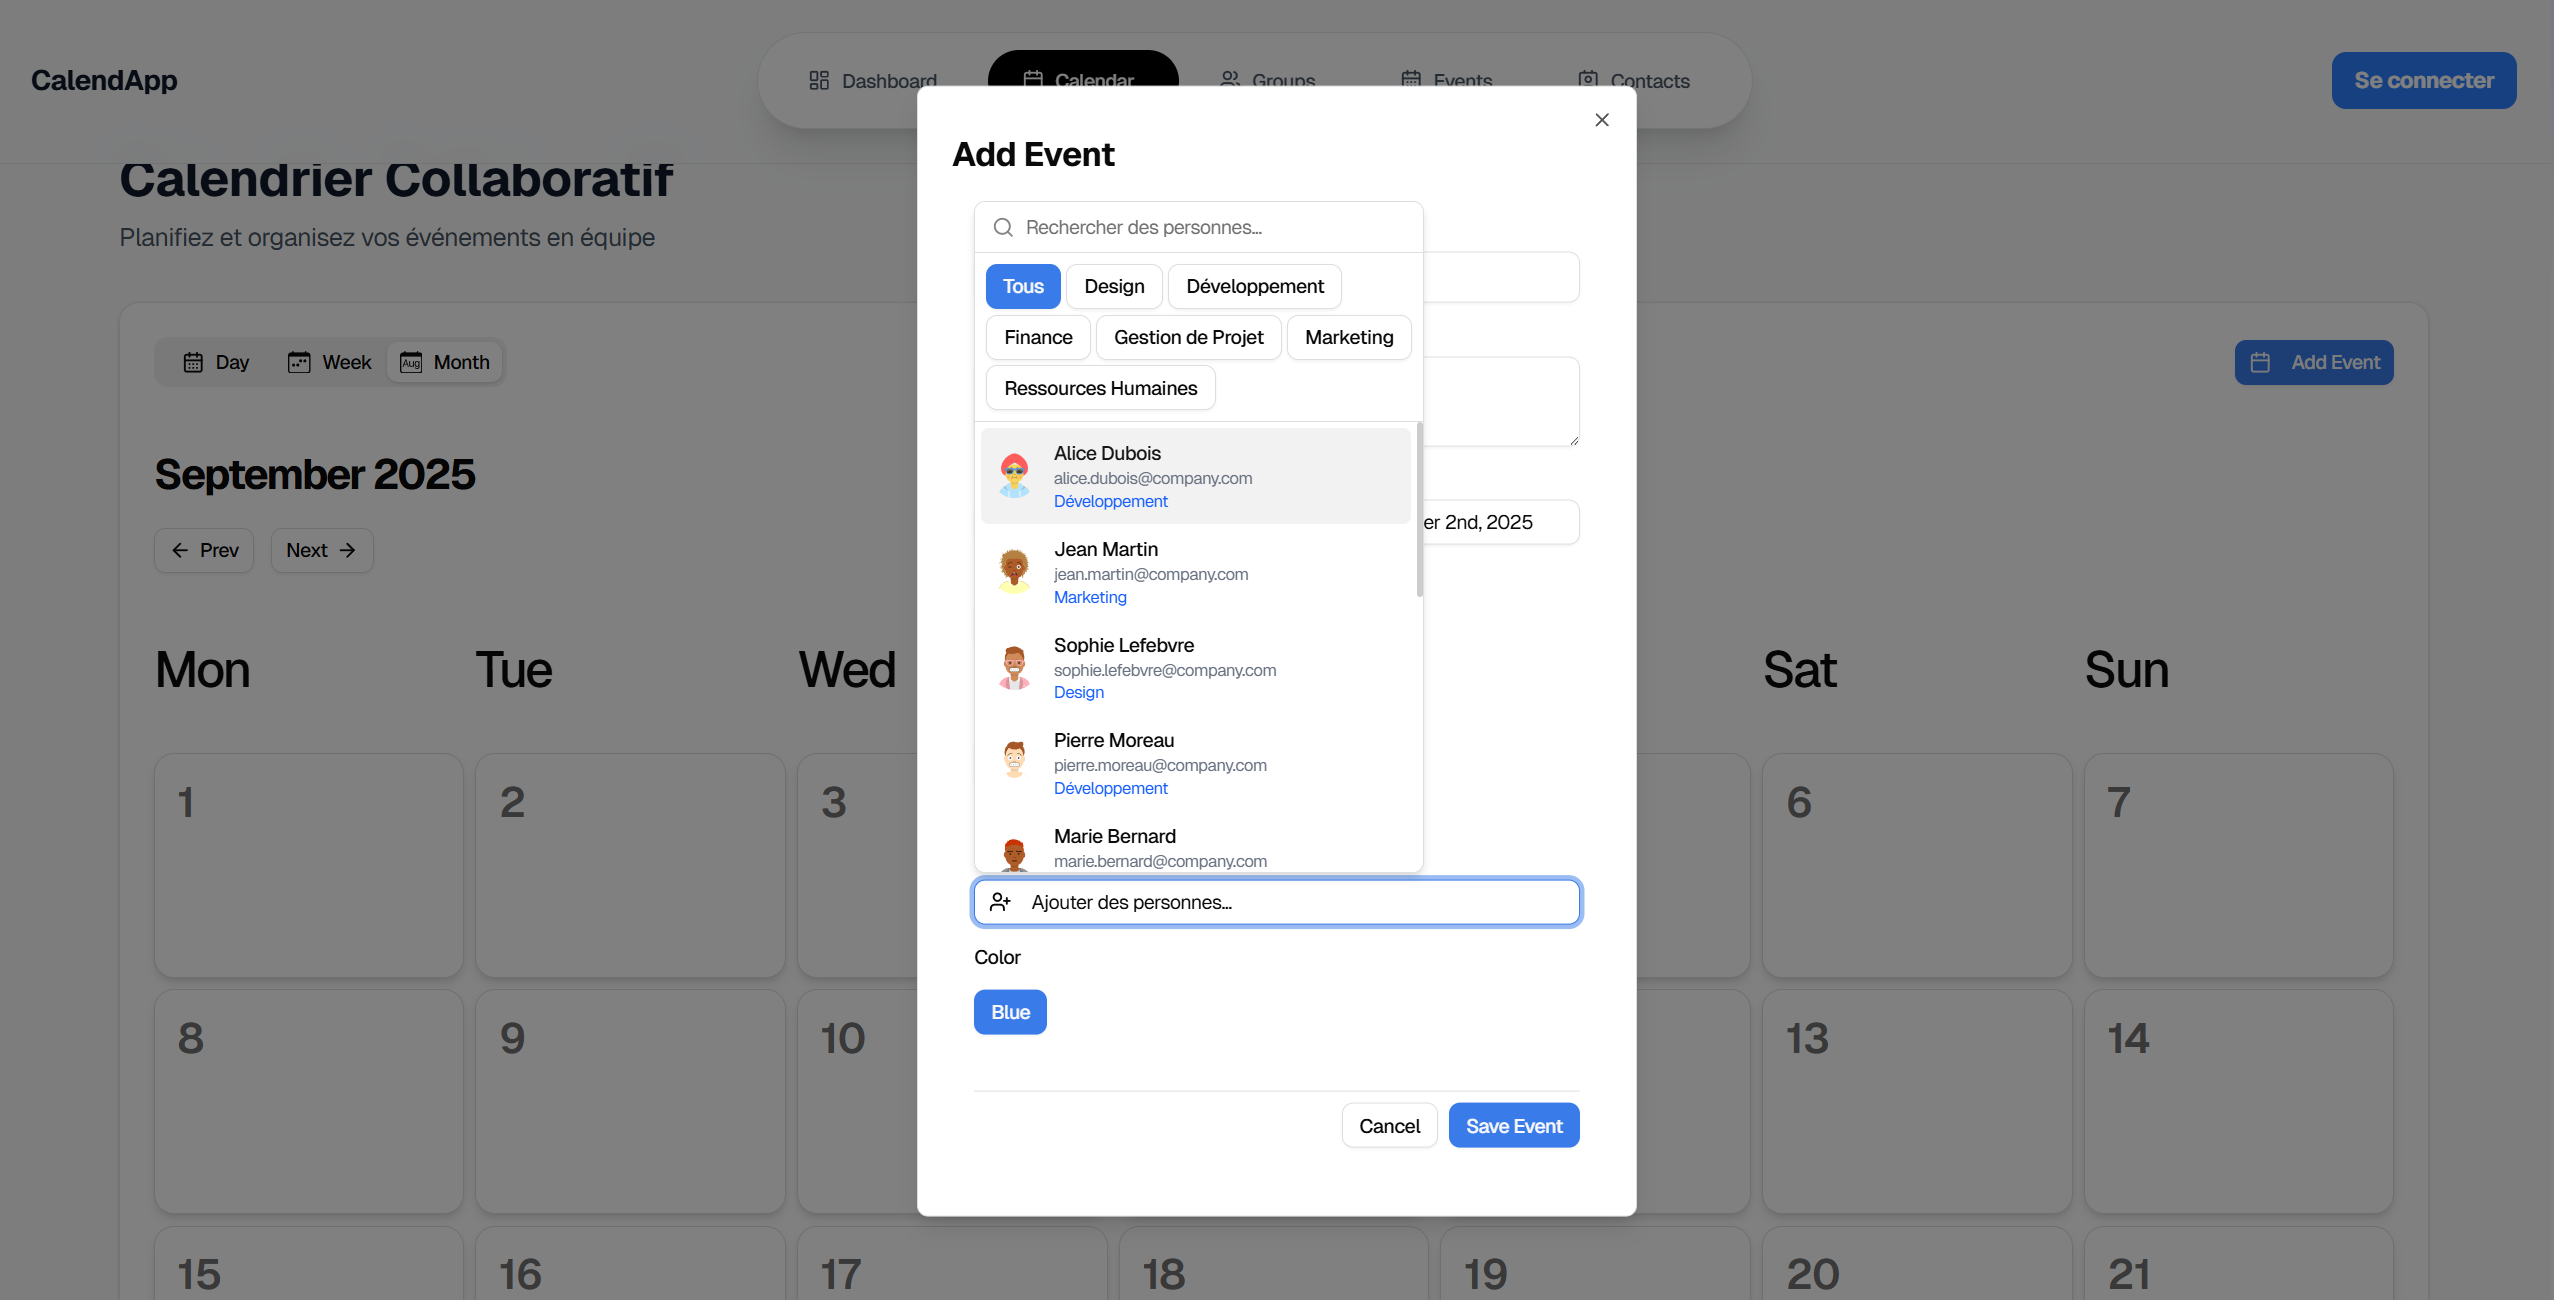 CalendApp
Dashboard
Calendar
Groups
Events
Contacts
Se connecter
Calendrier Collaboratif
Planifiez et organisez vos événements en équipe
Day
Week
Aug
Month
Add Event
September 2025
Prev
Next
Mon
Tue
Wed
Sat
Sun
1
2
3
6
7
8
9
10
13
14
15
16
17
18
19
20
21
Add Event
Rechercher des personnes...
Tous
Design
Développement
Finance
Gestion de Projet
Marketing
Ressources Humaines
Alice Dubois
alice.dubois@company.com
Développement
Jean Martin
jean.martin@company.com
Marketing
Sophie Lefebvre
sophie.lefebvre@company.com
Design
Pierre Moreau
pierre.moreau@company.com
Développement
Marie Bernard
marie.bernard@company.com
er 2nd, 2025
Ajouter des personnes...
Color
Blue
Cancel
Save Event